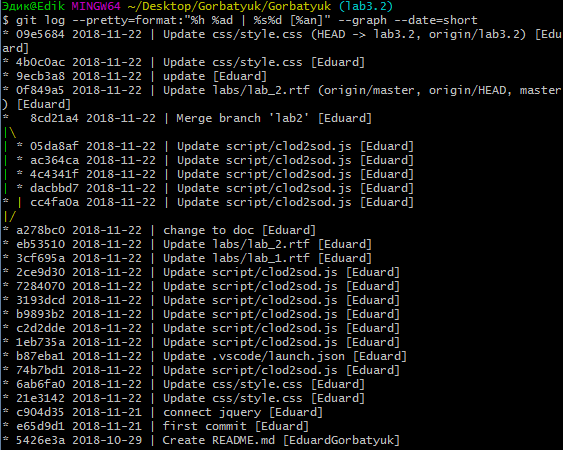 Эдик@Edik MINGW64 ~/Desktop/Gorbatyuk/Gorbatyuk (lab3.2)
$ git log --pretty=format:"%h %ad | %s%d [%an]" --graph --date=short
* 09e5684 2018-11-22 | Update css/style.css (HEAD -> lab3.2, origin/lab3.2) [Edu
ard]
* 4b0c0ac 2018-11-22 | Update css/style.css [Eduard]
* 9ecb3a8 2018-11-22 | update [Eduard]
* 0f849a5 2018-11-22 | Update labs/lab_2.rtf (origin/master, origin/HEAD, master
) [Eduard]
*   8cd21a4 2018-11-22 | Merge branch 'lab2' [Eduard]
|\
| * 05da8af 2018-11-22 | Update script/clod2sod.js [Eduard]
| * ac364ca 2018-11-22 | Update script/clod2sod.js [Eduard]
| * 4c4341f 2018-11-22 | Update script/clod2sod.js [Eduard]
| * dacbbd7 2018-11-22 | Update script/clod2sod.js [Eduard]
* | cc4fa0a 2018-11-22 | Update script/clod2sod.js [Eduard]
|/
* a278bc0 2018-11-22 | change to doc [Eduard]
* eb53510 2018-11-22 | Update labs/lab_2.rtf [Eduard]
* 3cf695a 2018-11-22 | Update labs/lab_1.rtf [Eduard]
* 2ce9d30 2018-11-22 | Update script/clod2sod.js [Eduard]
* 7284070 2018-11-22 | Update script/clod2sod.js [Eduard]
* 3193dcd 2018-11-22 | Update script/clod2sod.js [Eduard]
* b9893b2 2018-11-22 | Update script/clod2sod.js [Eduard]
* c2d2dde 2018-11-22 | Update script/clod2sod.js [Eduard]
* 1eb735a 2018-11-22 | Update script/clod2sod.js [Eduard]
* b87eba1 2018-11-22 | Update .vscode/launch.json [Eduard]
* 74b7bd1 2018-11-22 | Update script/clod2sod.js [Eduard]
* 6ab6fa0 2018-11-22 | Update css/style.css [Eduard]
* 21e3142 2018-11-22 | Update css/style.css [Eduard]
* c904d35 2018-11-21 | connect jquery [Eduard]
* e65d9d1 2018-11-21 | first commit [Eduard]
* 5426e3a 2018-10-29 | Create README.md [EduardGorbatyuk]